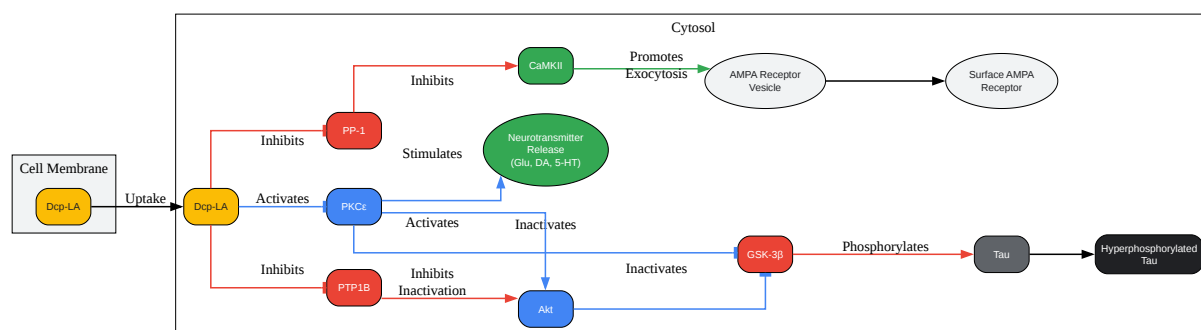 Cytosol
Cell Membrane
Dcp-LA
Uptake
Dcp-LA
Inhibits
PP-1
Inhibits
CaMKII
Promotes
Exocytosis
AMPA Receptor
Vesicle
Surface AMPA
Receptor
Stimulates
Neurotransmitter
Release
(Glu, DA, 5-HT)
Activates
PKCε
Activates
Inactivates
Inhibits
PTP1B
Inhibits
Inactivation
Akt
Inactivates
GSK-3β
Phosphorylates
Tau
Hyperphosphorylated
Tau